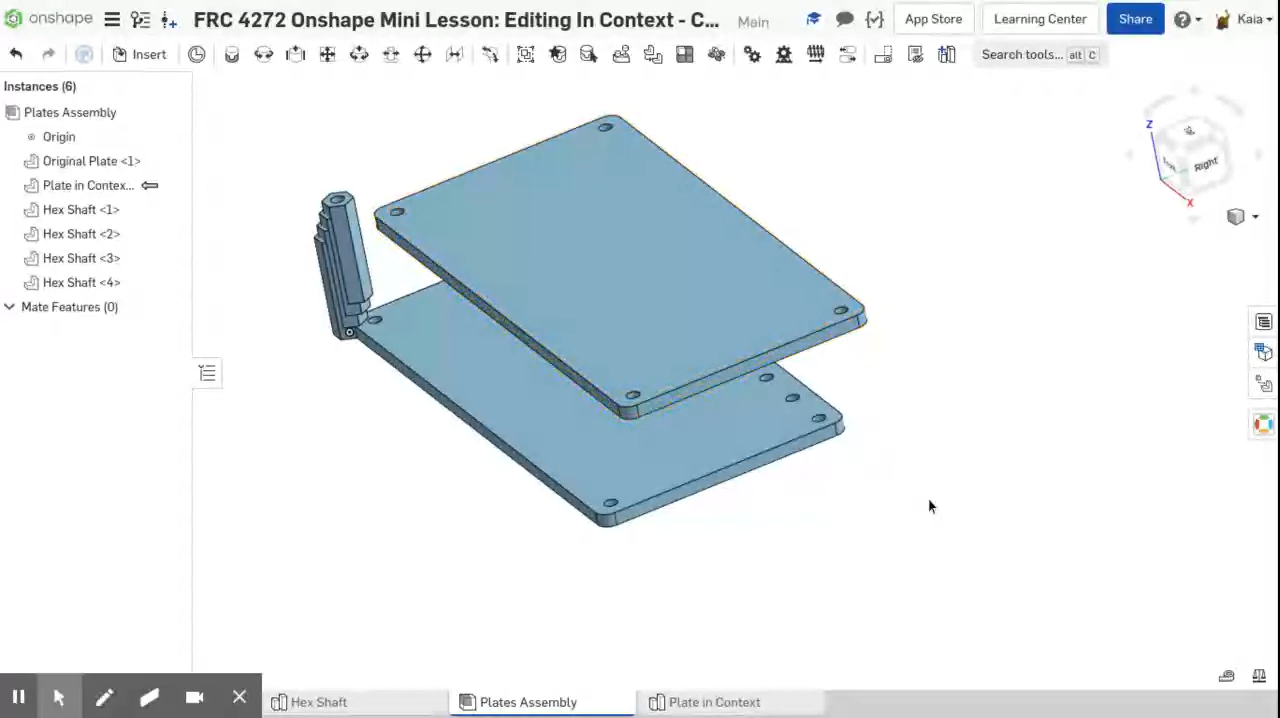 onshape
FRC 4272 Onshape Mini Lesson: Editing In Context - C...
Main
App Store
Learning Center
Share
Kaia
Insert
Search tools... alt C
Instances (6)
Plates Assembly
Origin
Original Plate <1>
Plate in Contex...
Hex Shaft <1>
Hex Shaft <2>
Hex Shaft <3>
Hex Shaft <4>
Mate Features (0)
Z
Right
X
Hex Shaft
Plates Assembly
Plate in Context